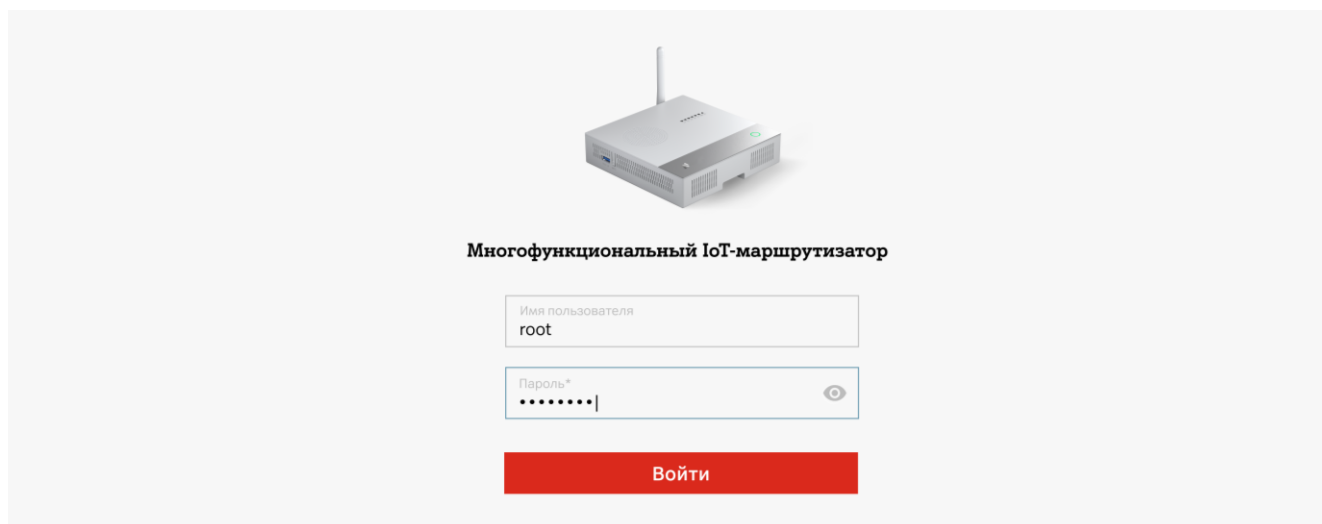 Многофункциональный IoT-маршрутизатор
Имя пользователя
root
Пароль*
••••••••
Войти